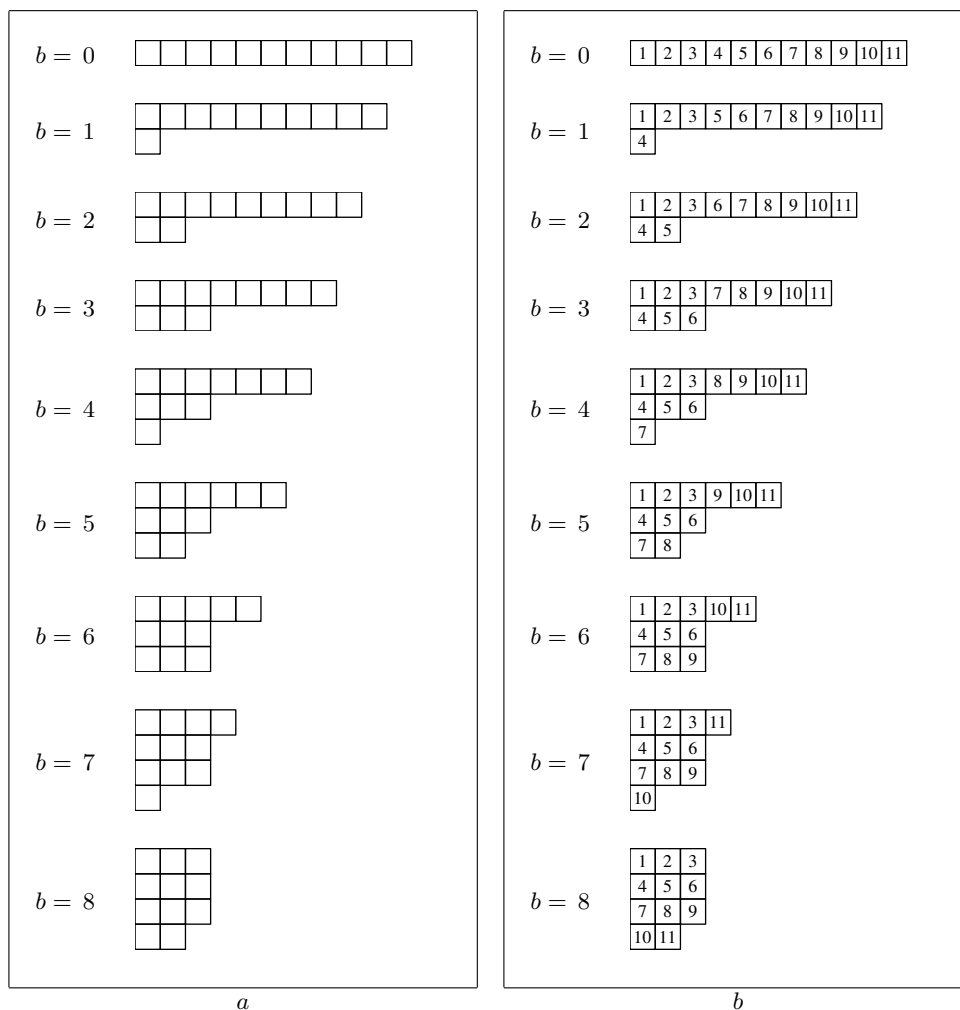 b = 0
b = 1
b = 2
b = 3
b = 4
b = 5
b = 6
b = 7
b = 8
a
b = 0
1 2 3 4 5 6 7 8 9 10 11
b = 1
1 2 3 5 6 7 8 9 10 11
4
b = 2
1 2 3 6 7 8 9 10 11
4 5
b = 3
1 2 3 7 8 9 10 11
4 5 6
b = 4
1 2 3 8 9 10 11
4 5 6
7
b = 5
1 2 3 9 10 11
4 5 6
7 8
b = 6
1 2 3 10 11
4 5 6
7 8 9
b = 7
1 2 3 11
4 5 6
7 8 9
10
b = 8
1 2 3
4 5 6
7 8 9
10 11
b